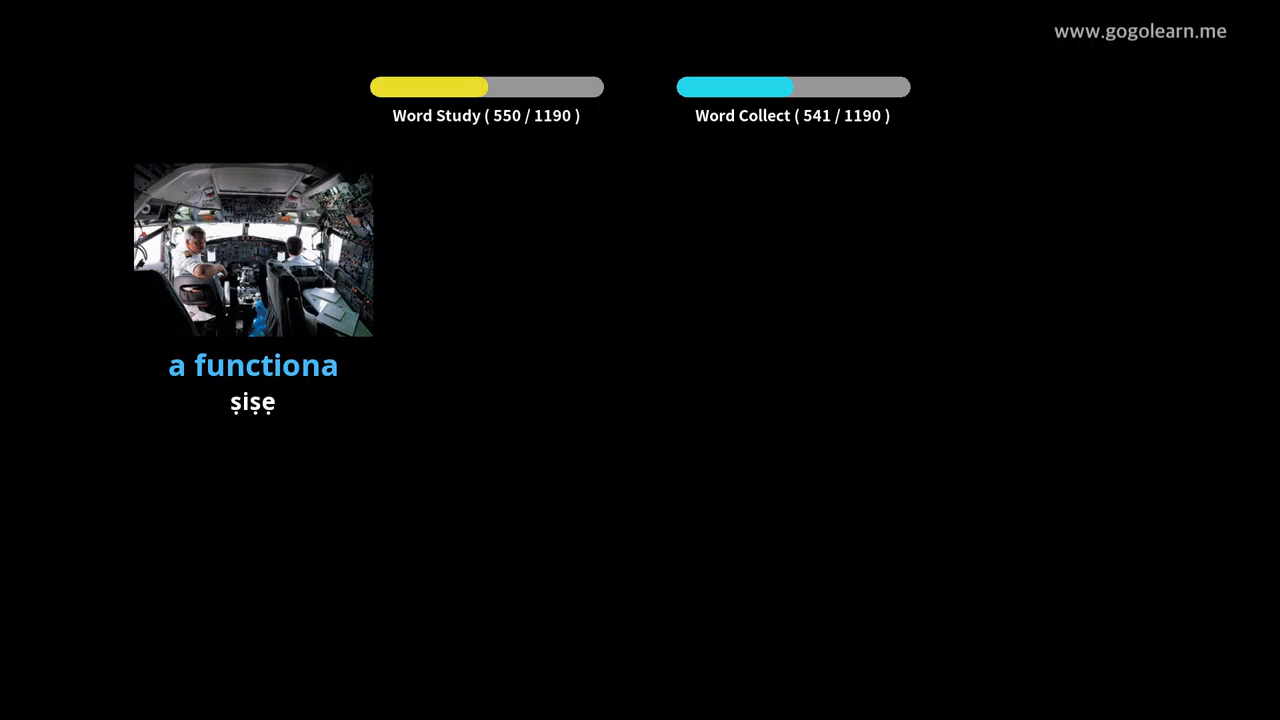 www.gogolearn.me
Word Study ( 550 / 1190 )
Word Collect ( 541 / 1190 )
a functiona
ṣiṣẹ